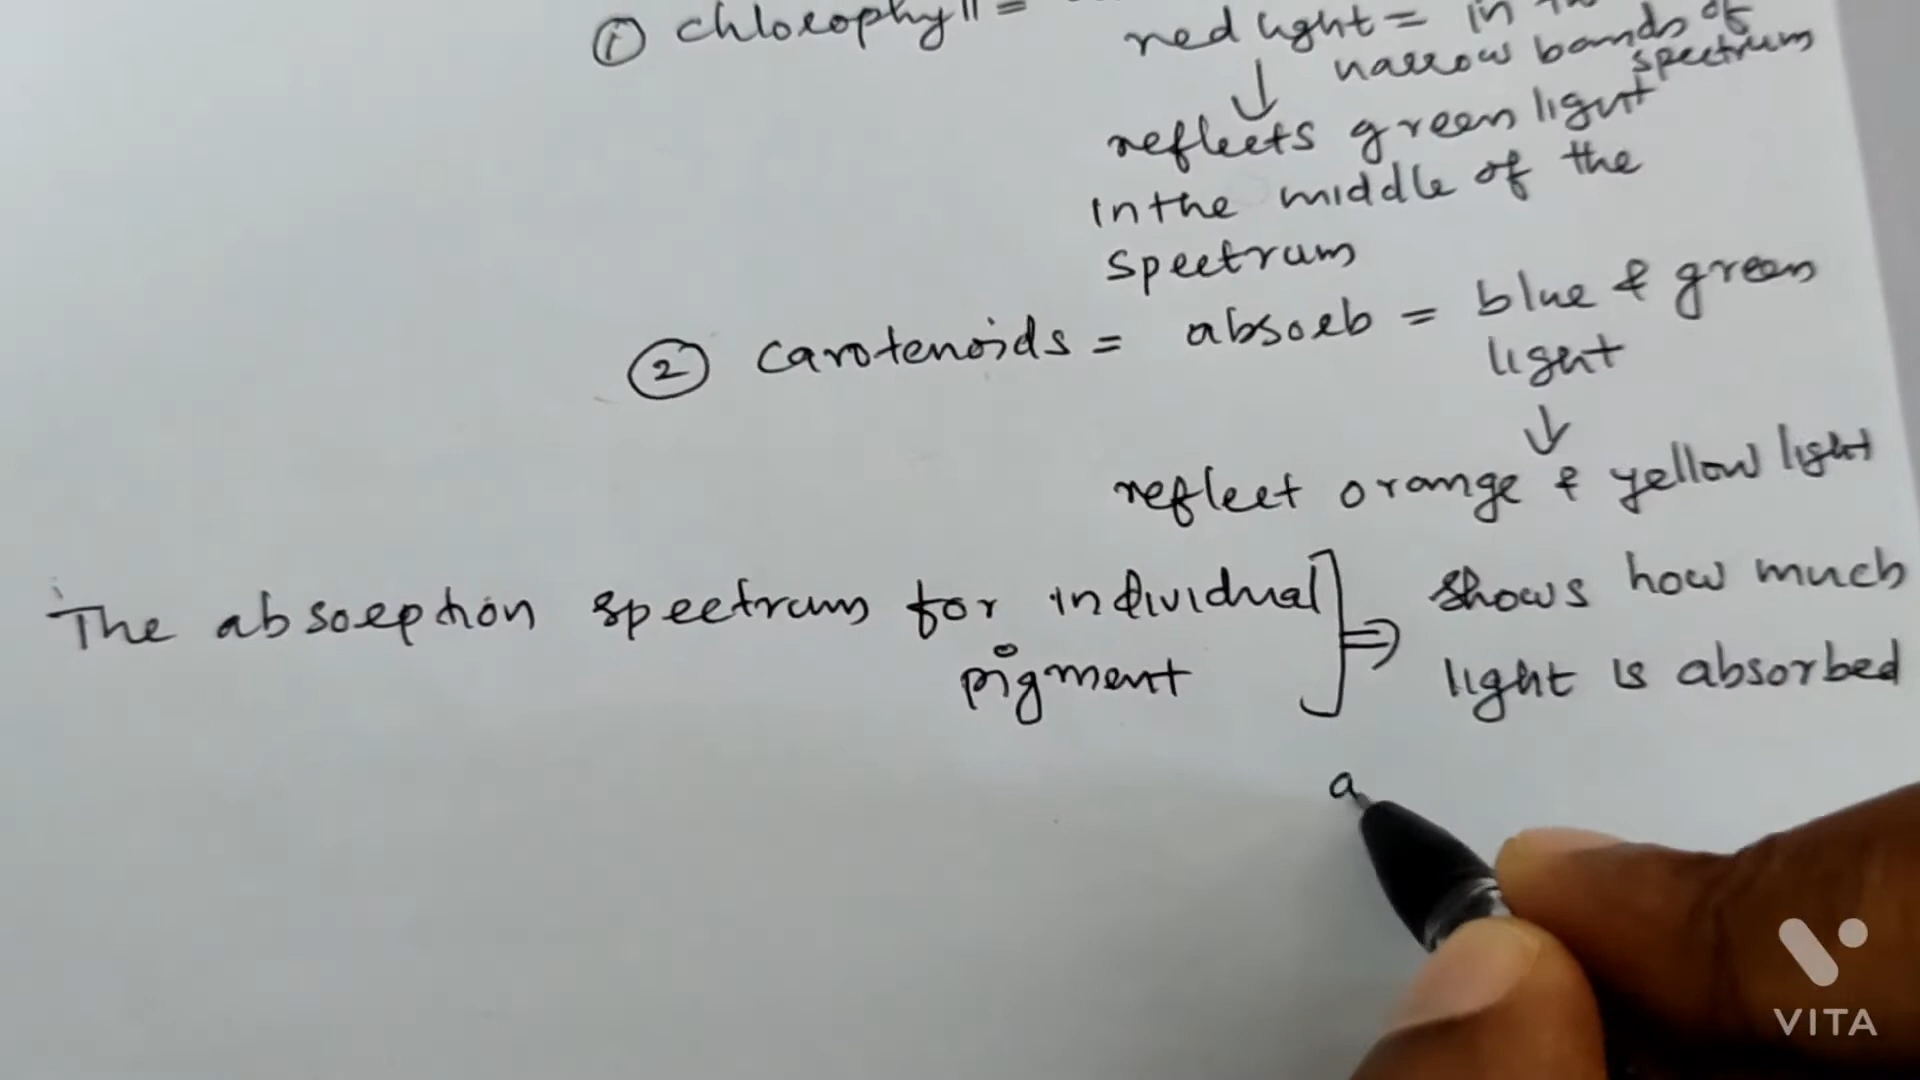 ① chlorophyll =
red light = in
narrow bands of
spectrum
↓
reflects green light
in the middle of the
spectrum
② carotenoids = absorb = blue & green
light
↓
reflect orange & yellow light
The absorption spectrum for individual
pigment
⇒ shows how much
light is absorbed
a
VITA